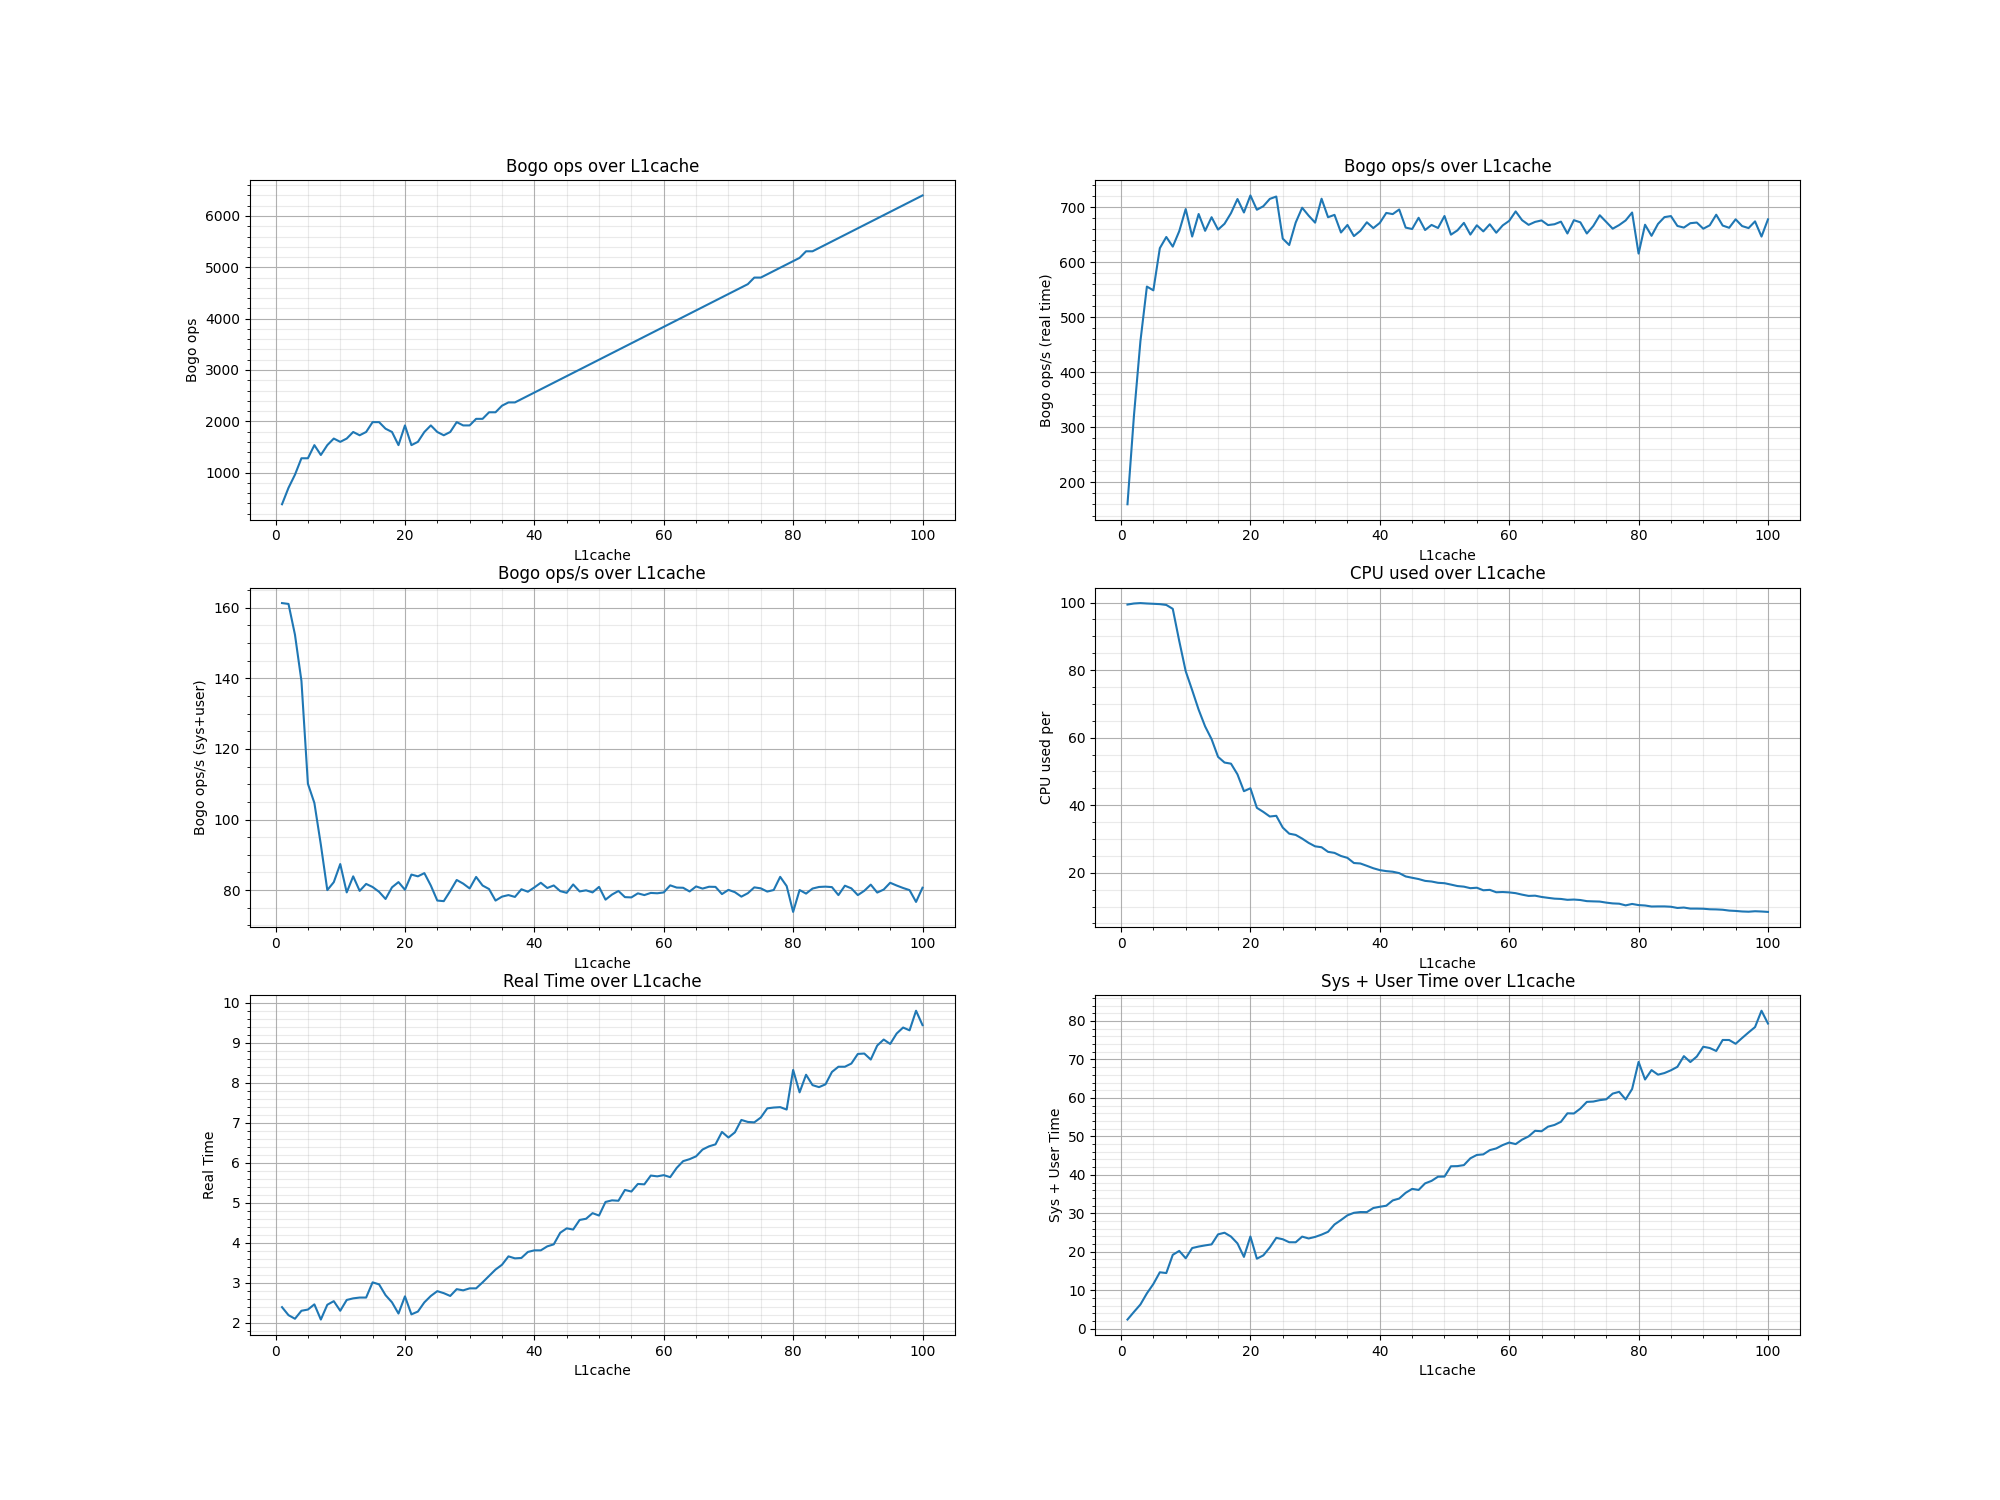 Bogo ops over L1cache
6000
5000
4000
3000
2000
1000
Bogo ops
0 20 40 60 80 100
L1cache
Bogo ops/s over L1cache
700
600
500
400
300
200
Bogo ops/s (real time)
0 20 40 60 80 100
L1cache
Bogo ops/s over L1cache
160
140
120
100
80
Bogo ops/s (sys+user)
0 20 40 60 80 100
L1cache
CPU used over L1cache
100
80
60
40
20
CPU used per
0 20 40 60 80 100
L1cache
Real Time over L1cache
10
9
8
7
6
5
4
3
2
Real Time
0 20 40 60 80 100
L1cache
Sys + User Time over L1cache
80
70
60
50
40
30
20
10
0
Sys + User Time
0 20 40 60 80 100
L1cache